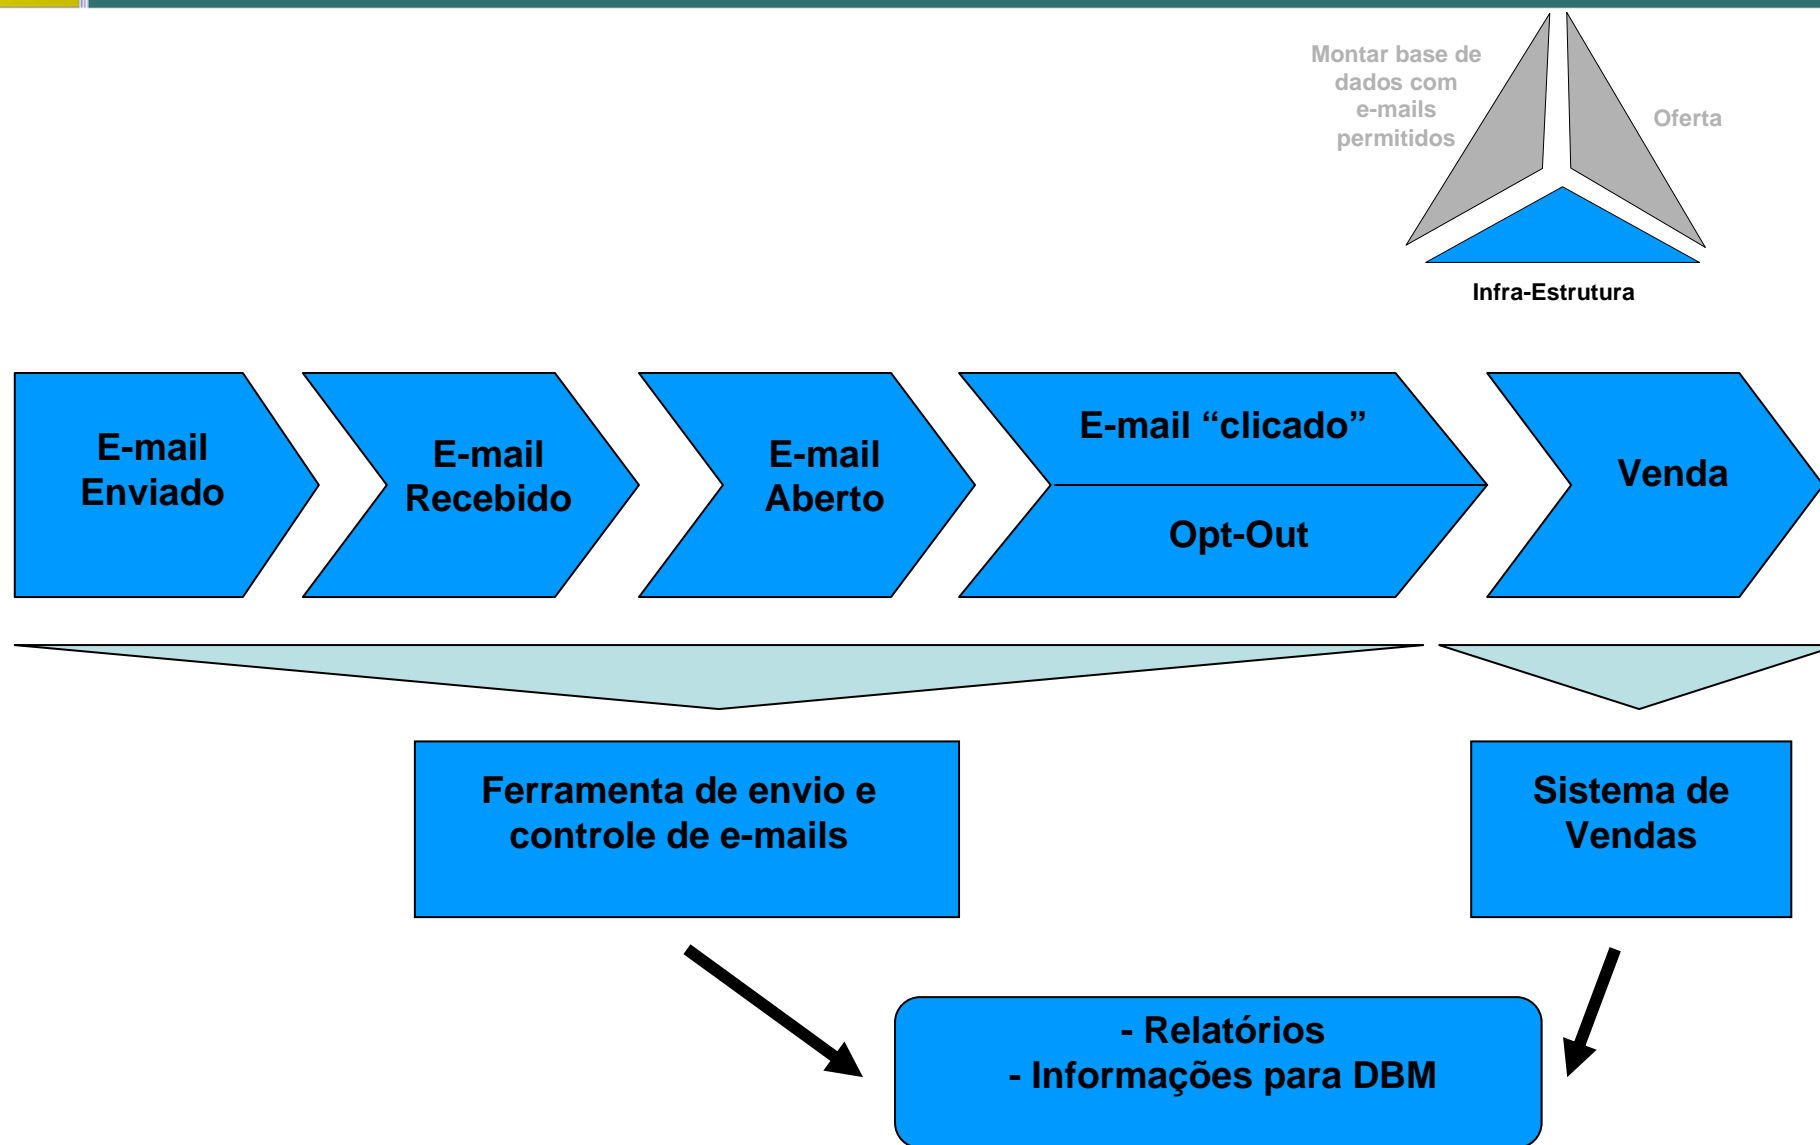 Montar base de
dados com
e-mails
permitidos
Oferta
Infra-Estrutura
E-mail
Enviado
E-mail
Recebido
E-mail
Aberto
E-mail “clicado”
Opt-Out
Venda
Ferramenta de envio e
controle de e-mails
Sistema de
Vendas
- Relatórios
- Informações para DBM